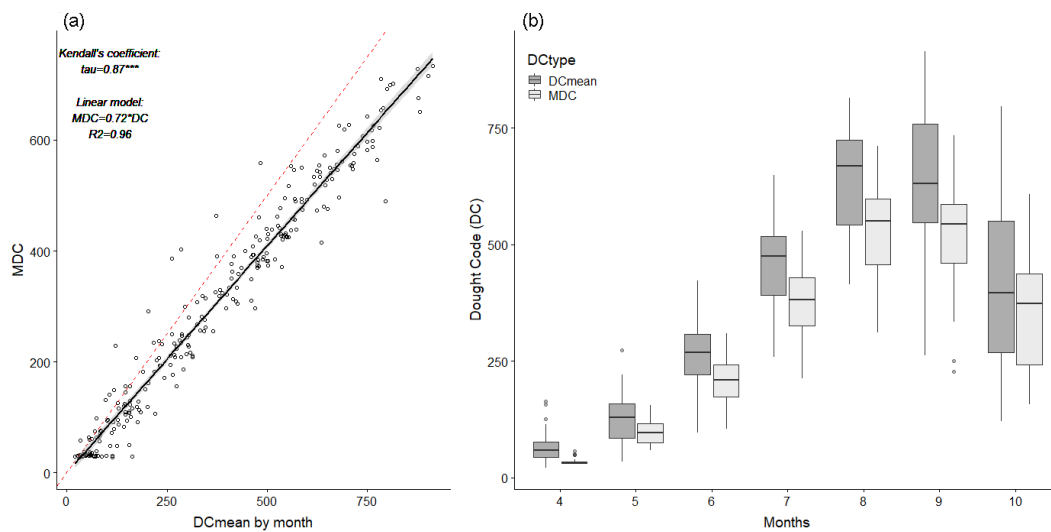 (a)
Kendall's coefficient:
tau=0.87***
Linear model:
MDC=0.72*DC
R2=0.96
MDC
600
400
200
0
0 250 500 750
DCmean by month
(b)
DCtype
DCmean
MDC
Dought Code (DC)
750
500
250
0
4 5 6 7 8 9 10
Months